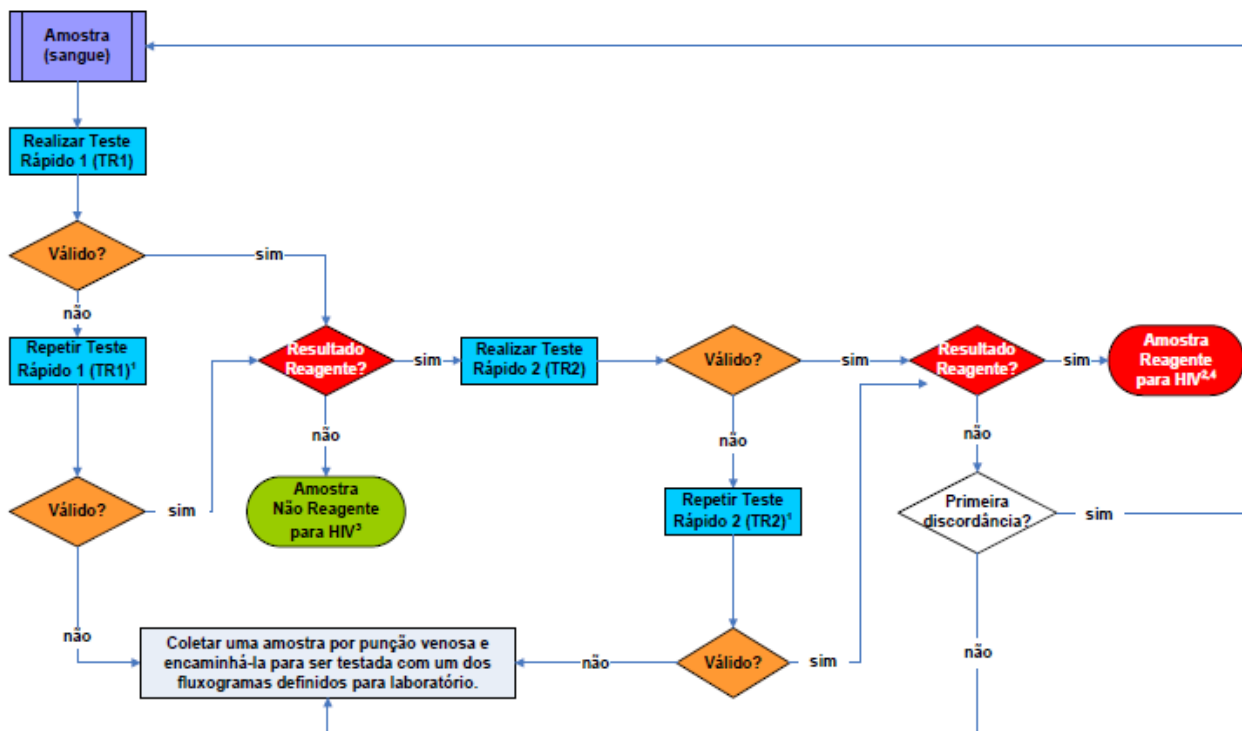 Amostra
(sangue)
Realizar Teste
Rápido 1 (TR1)
Válido?
sim
não
Repetir Teste
Rápido 1 (TR1)¹
Resultado
Reagente?
sim
Realizar Teste
Rápido 2 (TR2)
Válido?
sim
Resultado
Reagente?
sim
Amostra
Reagente
para HIV²,⁴
não
não
não
Válido?
sim
Amostra
Não Reagente
para HIV³
Repetir Teste
Rápido 2 (TR2)¹
Primeira
discordância?
sim
não
Coletar uma amostra por punção venosa e
encaminhá-la para ser testada com um dos
fluxogramas definidos para laboratório.
não
Válido?
sim
não